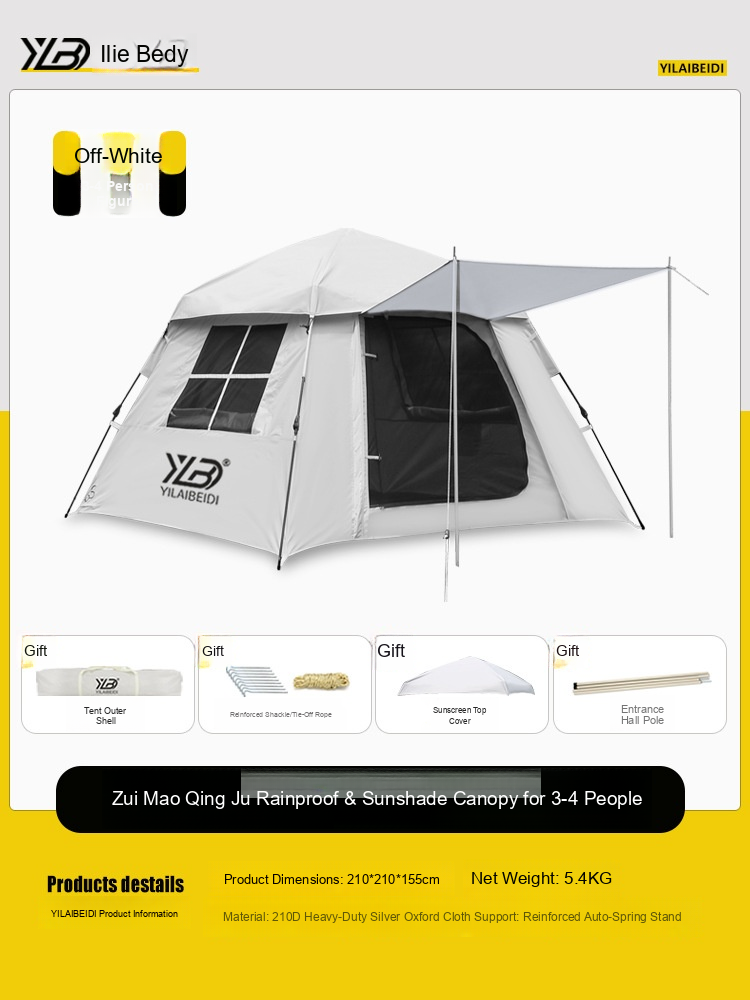 YLB Ilie Bedy
YILAIBEIDI
Off-White
YLB®
YILAIBEIDI
Gift
YLB
YILAIBEIDI
Tent Outer
Shell
Gift
Reinforced Shackle/Tie-Off Rope
Gift
Sunscreen Top
Cover
Gift
Entrance
Hall Pole
Zui Mao Qing Ju Rainproof & Sunshade Canopy for 3-4 People
Products destails
Product Dimensions: 210*210*155cm
Net Weight: 5.4KG
YILAIBEIDI Product Information
Material: 210D Heavy-Duty Silver Oxford Cloth Support: Reinforced Auto-Spring Stand